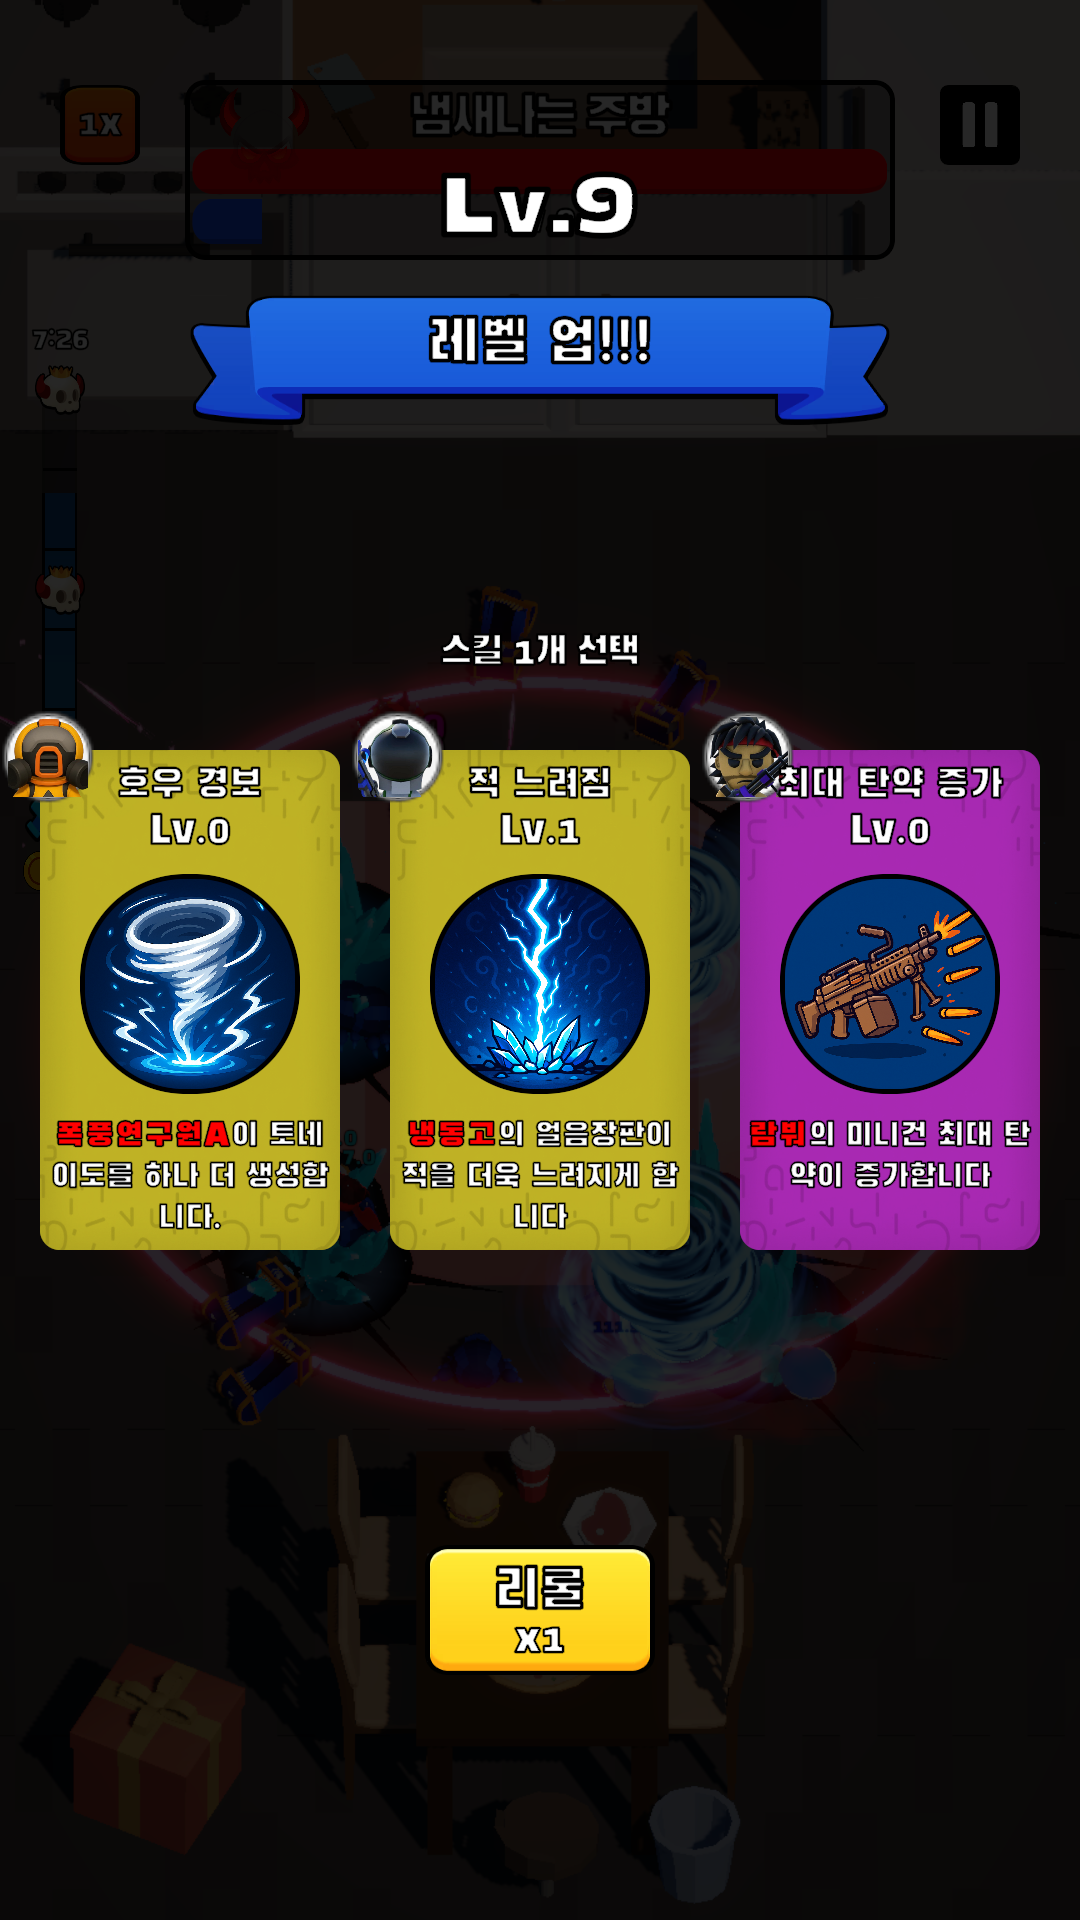 1X
냄새나는 주방
Lv.9
레벨 업!!!
7:26
스킬 1개 선택
호우 경보
Lv.0
폭풍연구원A이 토네
이도를 하나 더 생성합
니다.
적 느려짐
Lv.1
냉동고의 얼음장판이
적을 더욱 느려지게 합
니다
최대 탄약 증가
Lv.0
람붜의 미니건 최대 탄
약이 증가합니다
리롤
X1